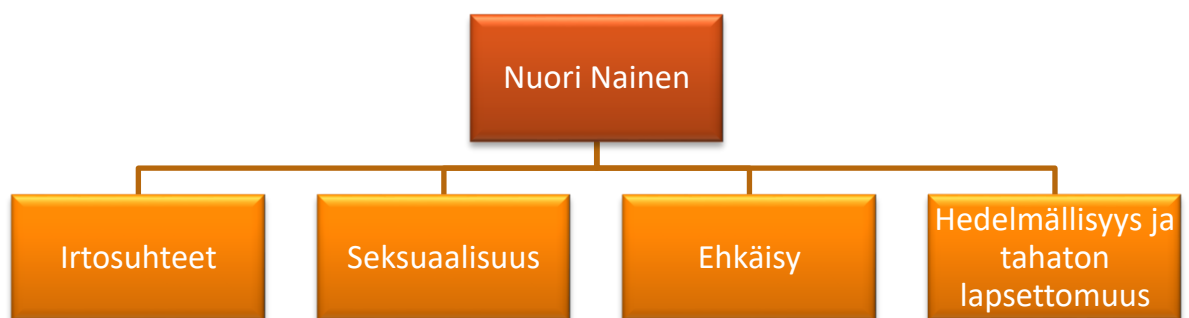 Nuori Nainen
Irtosuhteet
Seksuaalisuus
Ehkäisy
Hedelmällisyys ja
tahaton
lapsettomuus